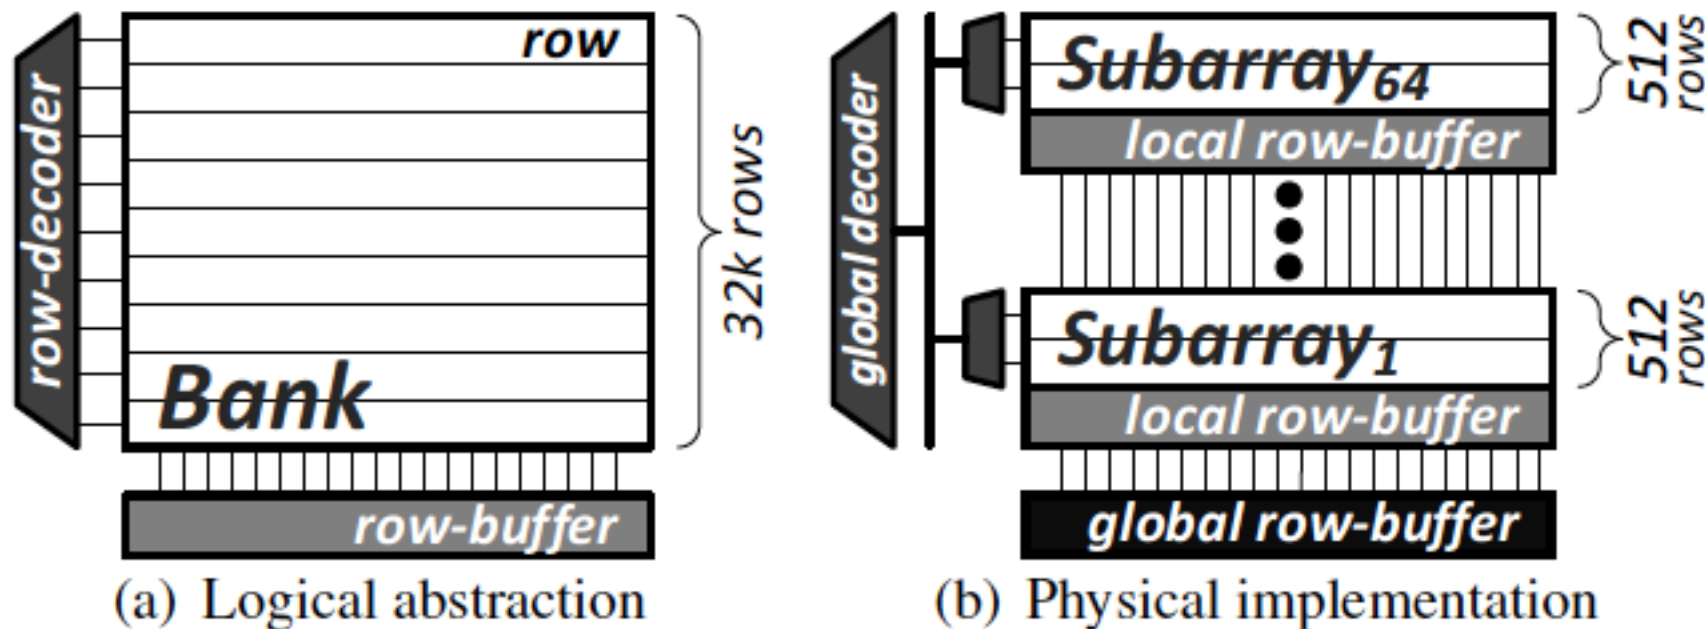 row-decoder
row
Bank
32k rows
row-buffer
(a) Logical abstraction
global decoder
Subarray64
512 rows
local row-buffer
Subarray1
512 rows
local row-buffer
global row-buffer
(b) Physical implementation